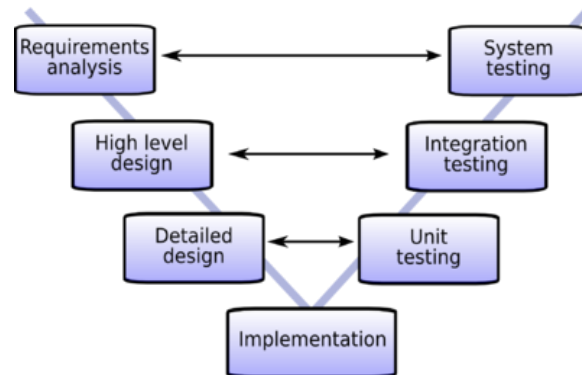 Requirements
analysis
System
testing
High level
design
Integration
testing
Detailed
design
Unit
testing
Implementation